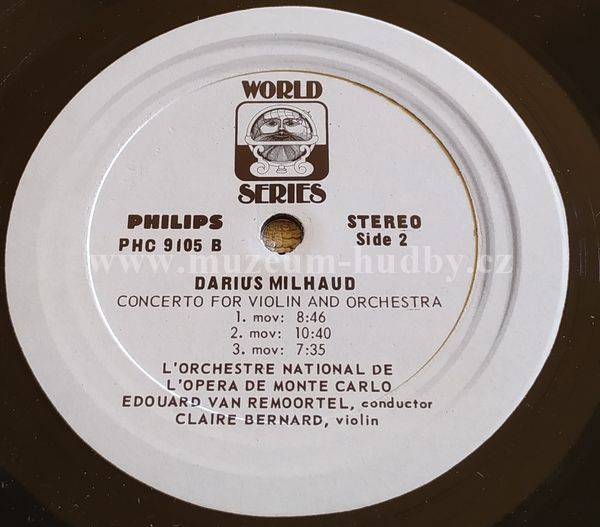 WORLD
SERIES
PHILIPS
PHC 9105 B
STEREO
Side 2
www.muzeum-hudby.cz
DARIUS MILHAUD
CONCERTO FOR VIOLIN AND ORCHESTRA
1. mov: 8:46
2. mov: 10:40
3. mov: 7:35
L'ORCHESTRE NATIONAL DE
L'OPERA DE MONTE CARLO
EDOUARD VAN REMOORTEL, conductor
CLAIRE BERNARD, violin